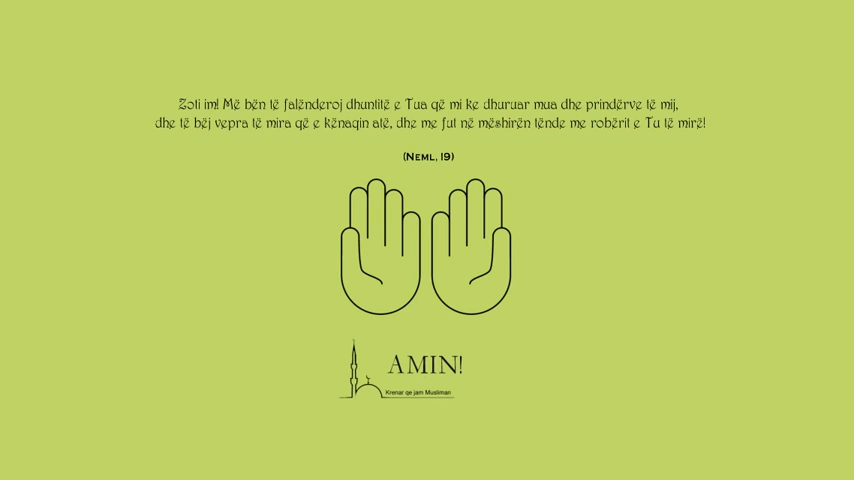 Zoti im! Më bën të falënderoj dhuntitë e Tua që mi ke dhuruar mua dhe prindërve të mij,
dhe të bëj vepra të mira që e kënaqin atë, dhe me fut në mëshirën tënde me robërit e Tu të mirë!
(Neml, 19)
AMIN!
Krenar qe jam Musliman